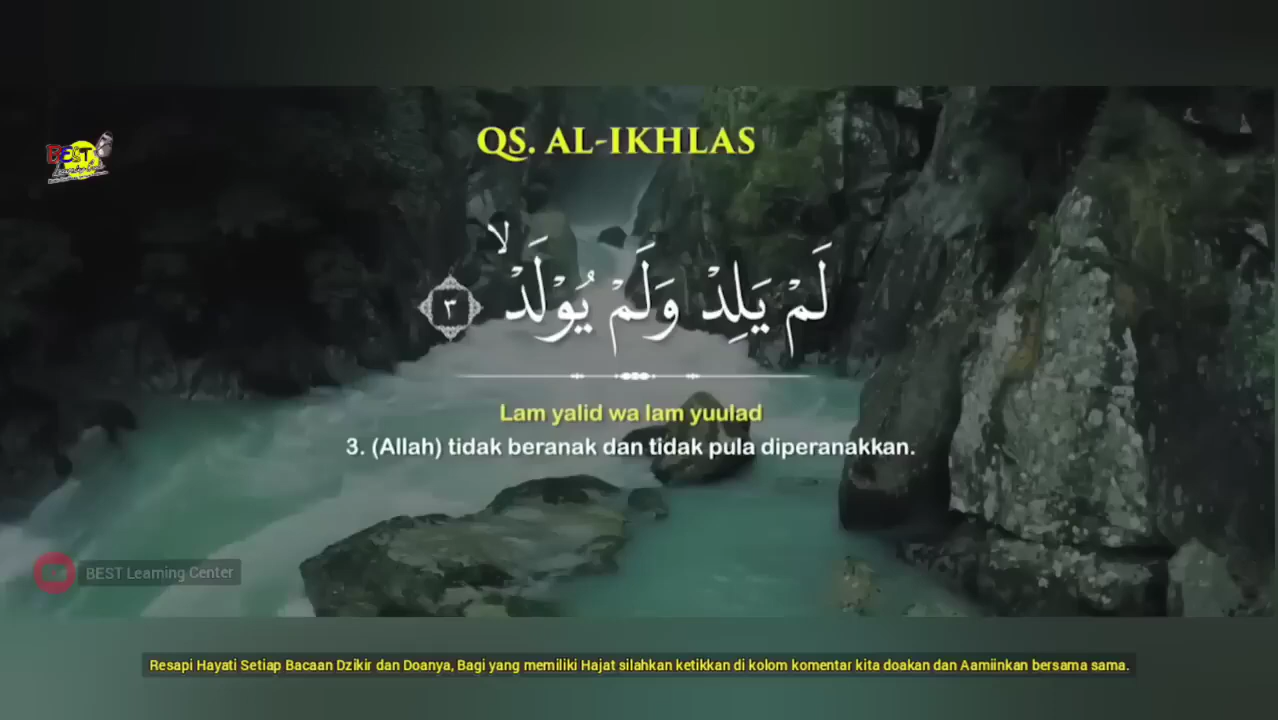 BEST
QS. AL-IKHLAS
لَمْ يَلِدْ وَلَمْ يُوْلَدْۙ ٣
Lam yalid wa lam yuulad
3. (Allah) tidak beranak dan tidak pula diperanakkan.
BEST Learning Center
Resapi Hayati Setiap Bacaan Dzikir dan Doanya, Bagi yang memiliki Hajat silahkan ketikkan di kolom komentar kita doakan dan Aamiinkan bersama sama.